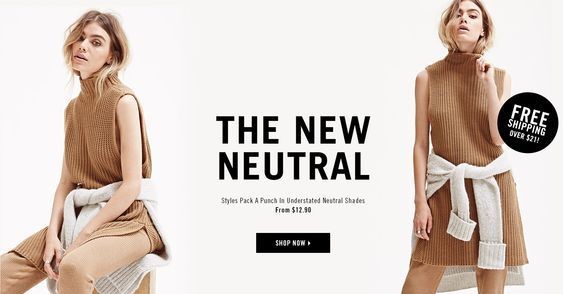 THE NEW
NEUTRAL
Styles Pack A Punch In Understated Neutral Shades
From $12.90
SHOP NOW
FREE
SHIPPING
OVER $21!